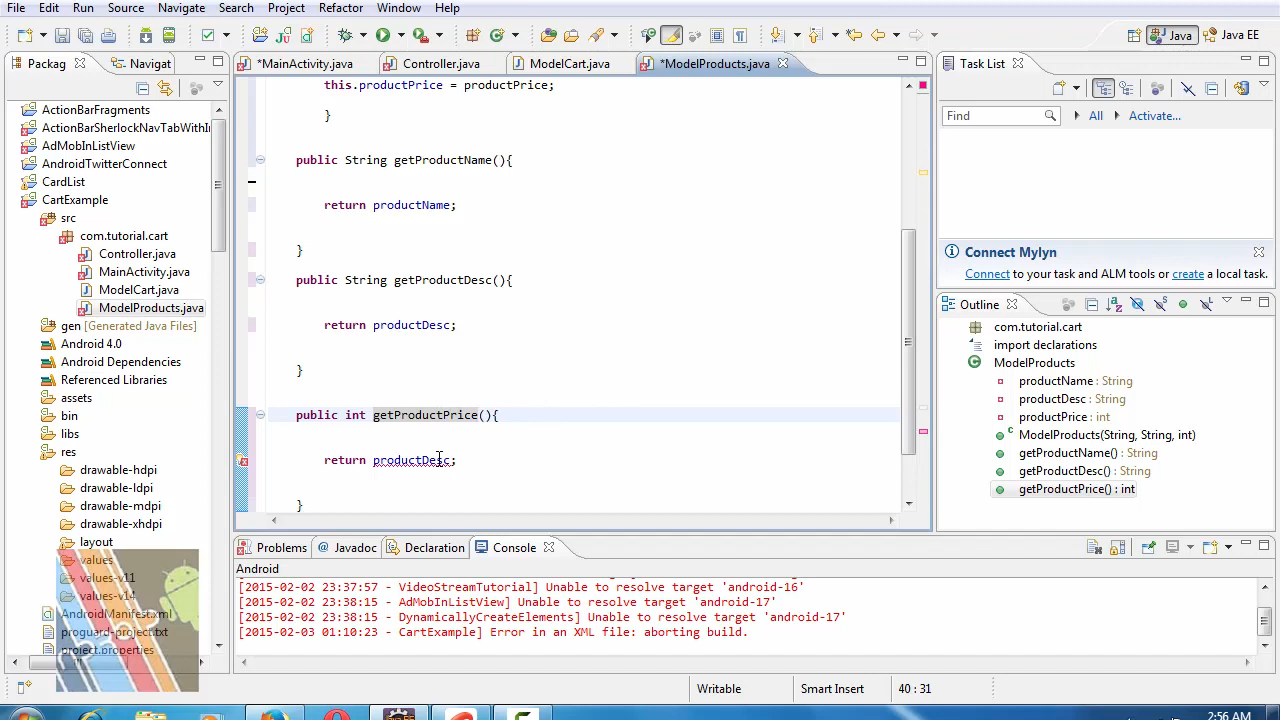 File Edit Run Source Navigate Search Project Refactor Window Help
Java Java EE
Packag Navigat
*MainActivity.java Controller.java ModelCart.java *ModelProducts.java
Task List
ActionBarFragments
ActionBarSherlockNavTabWithI
AdMobInListView
AndroidTwitterConnect
CardList
CartExample
src
com.tutorial.cart
Controller.java
MainActivity.java
ModelCart.java
ModelProducts.java
gen [Generated Java Files]
Android 4.0
Android Dependencies
Referenced Libraries
assets
bin
libs
res
drawable-hdpi
drawable-ldpi
drawable-mdpi
drawable-xhdpi
layout
values
values-v11
values-v14
AndroidManifest.xml
proguard-project.txt
project.properties
this.productPrice = productPrice;
}
public String getProductName(){
return productName;
}
public String getProductDesc(){
return productDesc;
}
public int getProductPrice(){
return productDesc;
}
Find All Activate...
Connect Mylyn
Connect to your task and ALM tools or create a local task.
Outline
com.tutorial.cart
import declarations
ModelProducts
productName : String
productDesc : String
productPrice : int
ModelProducts(String, String, int)
getProductName() : String
getProductDesc() : String
getProductPrice() : int
Problems Javadoc Declaration Console
Android
[2015-02-02 23:37:57 - VideoStreamTutorial] Unable to resolve target 'android-16'
[2015-02-02 23:38:15 - AdMobInListView] Unable to resolve target 'android-17'
[2015-02-02 23:38:15 - DynamicallyCreateElements] Unable to resolve target 'android-17'
[2015-02-03 01:10:23 - CartExample] Error in an XML file: aborting build.
Writable Smart Insert 40 : 31
2:56 AM